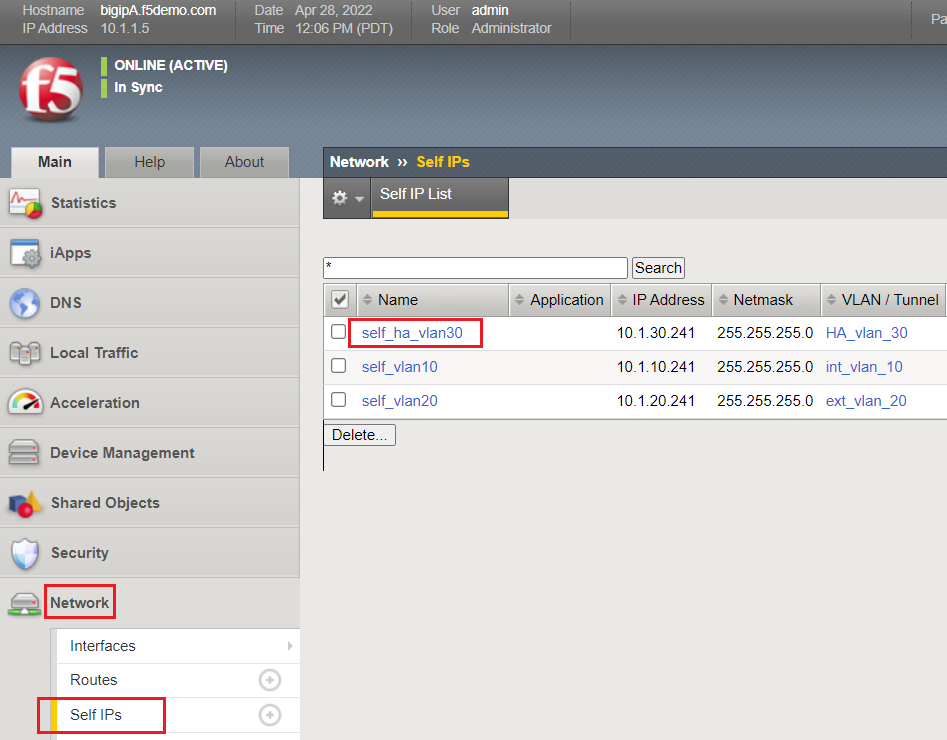 Hostname bigipA.f5demo.com Date Apr 28, 2022 User admin
IP Address 10.1.1.5 Time 12:06 PM (PDT) Role Administrator
Pa
f5
ONLINE (ACTIVE)
In Sync
Main Help About
Network ›› Self IPs
Self IP List
Statistics
iApps
DNS
Local Traffic
Acceleration
Device Management
Shared Objects
Security
Network
Interfaces
Routes
Self IPs
* Search
Name Application IP Address Netmask VLAN / Tunnel
self_ha_vlan30 10.1.30.241 255.255.255.0 HA_vlan_30
self_vlan10 10.1.10.241 255.255.255.0 int_vlan_10
self_vlan20 10.1.20.241 255.255.255.0 ext_vlan_20
Delete...